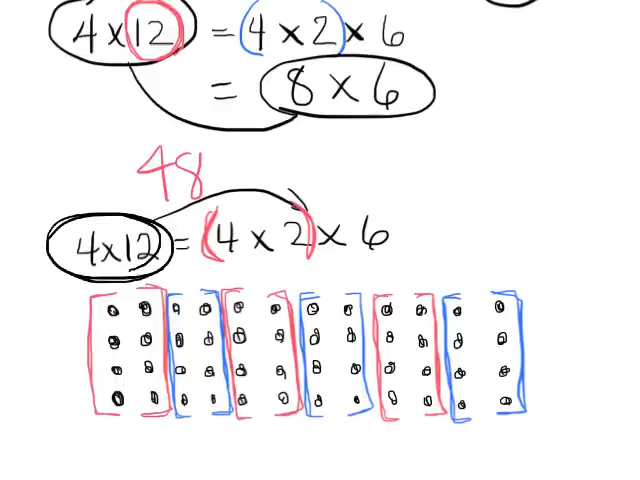 4 × 12 = (4 × 2) × 6
= 8 × 6
48
4×12 = (4 × 2) × 6